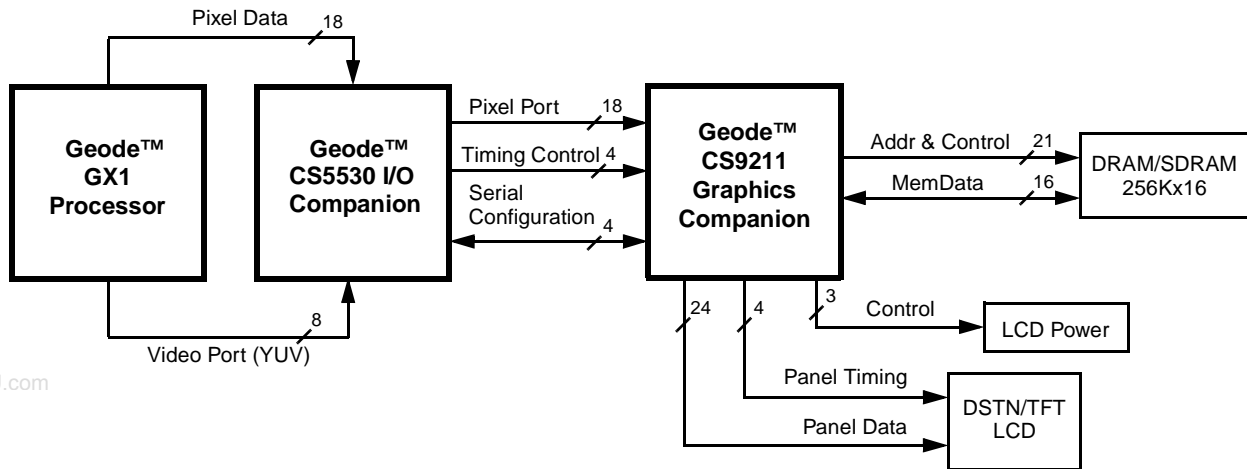 Pixel Data
18
Geode™
GX1
Processor
Geode™
CS5530 I/O
Companion
Pixel Port
18
Timing Control
4
Serial
Configuration
4
Geode™
CS9211
Graphics
Companion
Addr & Control
21
MemData
16
DRAM/SDRAM
256Kx16
8
Video Port (YUV)
24
4
3
Control
LCD Power
Panel Timing
Panel Data
DSTN/TFT
LCD
.com